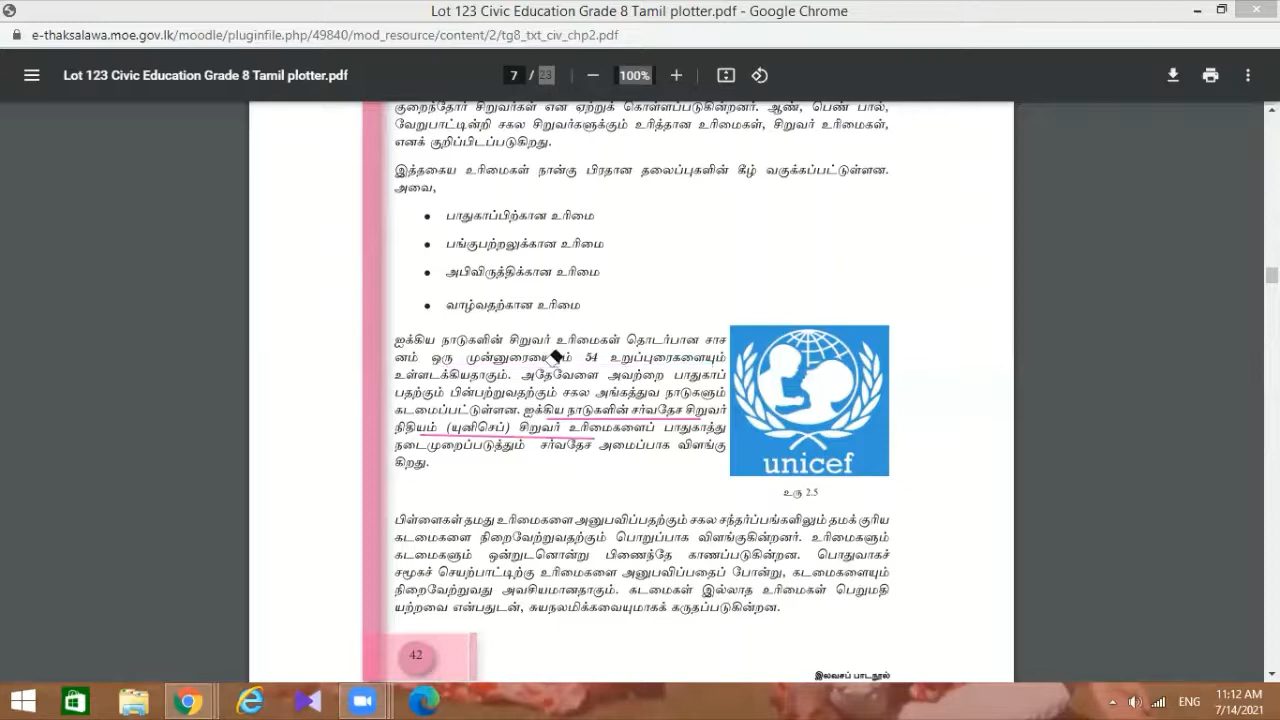 Lot 123 Civic Education Grade 8 Tamil plotter.pdf - Google Chrome
e-thaksalawa.moe.gov.lk/moodle/pluginfile.php/49840/mod_resource/content/2/tg8_txt_civ_chp2.pdf
Lot 123 Civic Education Grade 8 Tamil plotter.pdf
7 / 23
100%
குறைந்தோர் சிறுவர்கள் என ஏற்றுக் கொள்ளப்படுகின்றனர். ஆண், பெண் பால்,
வேறுபாட்டின்றி சகல சிறுவர்களுக்கும் உரித்தான உரிமைகள், சிறுவர் உரிமைகள்,
எனக் குறிப்பிடப்படுகிறது.
இத்தகைய உரிமைகள் நான்கு பிரதான தலைப்புகளின் கீழ் வகுக்கப்பட்டுள்ளன.
அவை,
• பாதுகாப்பிற்கான உரிமை
• பங்குபற்றலுக்கான உரிமை
• அபிவிருத்திக்கான உரிமை
• வாழ்வதற்கான உரிமை
ஐக்கிய நாடுகளின் சிறுவர் உரிமைகள் தொடர்பான சாச
னம் ஒரு 54 உறுப்புரைகளையும்
உள்ளடக்கியதாகும். அதேவேளை அவற்றை பாதுகாப்
பதற்கும் பின்பற்றுவதற்கும் சகல அங்கத்துவ நாடுகளும்
கடமைப்பட்டுள்ளன. ஐக்கிய நாடுகளின் சர்வதேச சிறுவர்
நிதியம் (யுனிசெப்) சிறுவர் உரிமைகளைப் பாதுகாத்து
நடைமுறைப்படுத்தும் சர்வதேச அமைப்பாக விளங்கு
கிறது.
unicef
உரு 2.5
பிள்ளைகள் தமது உரிமைகளை அனுபவிப்பதற்கும் சகல சந்தர்ப்பங்களிலும் தமக் குரிய
கடமைகளை நிறைவேற்றுவதற்கும் பொறுப்பாக விளங்குகின்றனர். உரிமைகளும்
கடமைகளும் ஒன்றுடனொன்று பிணைந்தே காணப்படுகின்றன. பொதுவாகச்
சமூகச் செயற்பாட்டிற்கு உரிமைகளை அனுபவிப்பதைப் போன்று, கடமைகளையும்
நிறைவேற்றுவது அவசியமானதாகும். கடமைகள் இல்லாத உரிமைகள் பெறுமதி
யற்றவை என்பதுடன், சுயநலமிக்கவையுமாகக் கருதப்படுகின்றன.
42
இலவசப் பாடநூல்
ENG
11:12 AM
7/14/2021